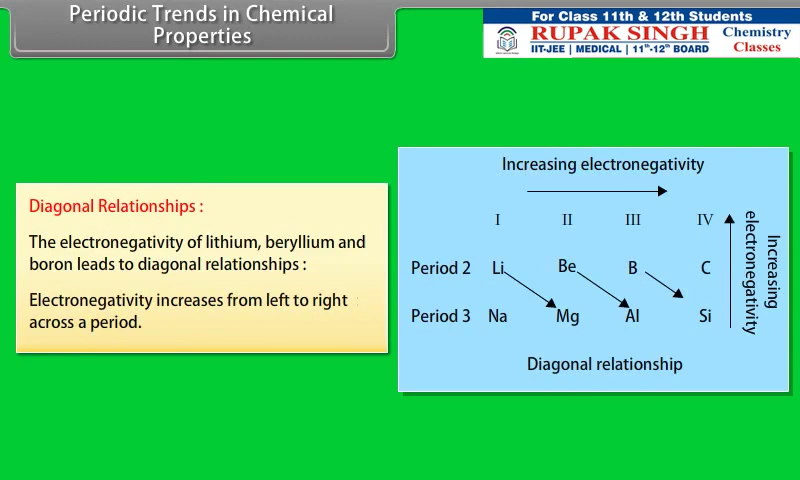 Periodic Trends in Chemical
Properties
For Class 11th & 12th Students
RUPAK SINGH
Chemistry
Classes
IIT-JEE | MEDICAL | 11th-12th BOARD
Diagonal Relationships :
The electronegativity of lithium, beryllium and
boron leads to diagonal relationships :
Electronegativity increases from left to right
across a period.
Increasing electronegativity
I II III IV
Period 2 Li Be B C
Period 3 Na Mg Al Si
Increasing
electronegativity
Diagonal relationship